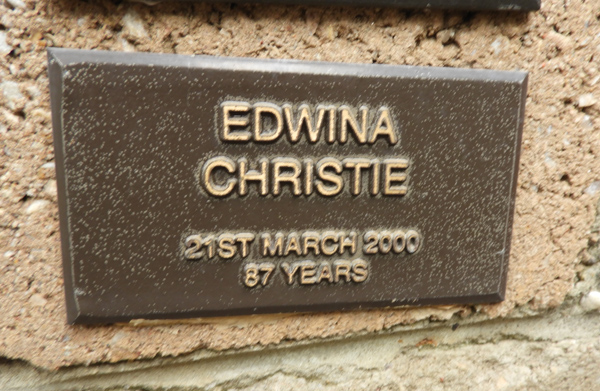 EDWINA
CHRISTIE
21ST MARCH 2000
87 YEARS